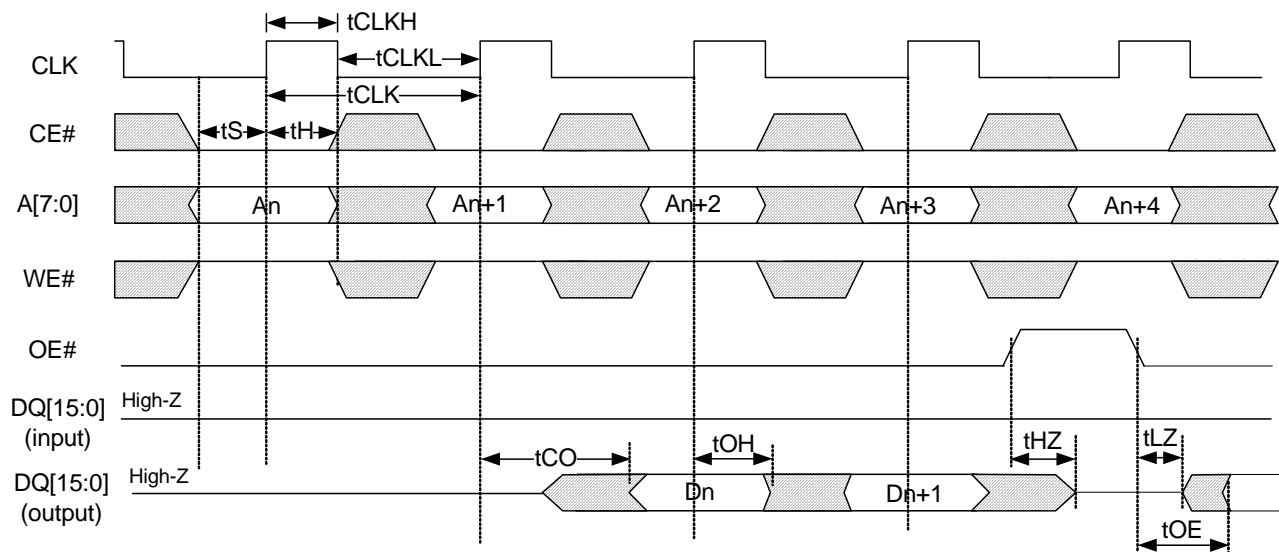 tCLKH
CLK
tCLKL
tCLK
CE#
tS
tH
A[7:0]
An
An+1
An+2
An+3
An+4
WE#
OE#
DQ[15:0]
(input)
High-Z
tCO
tOH
tHZ
tLZ
DQ[15:0]
(output)
High-Z
Dn
Dn+1
tOE